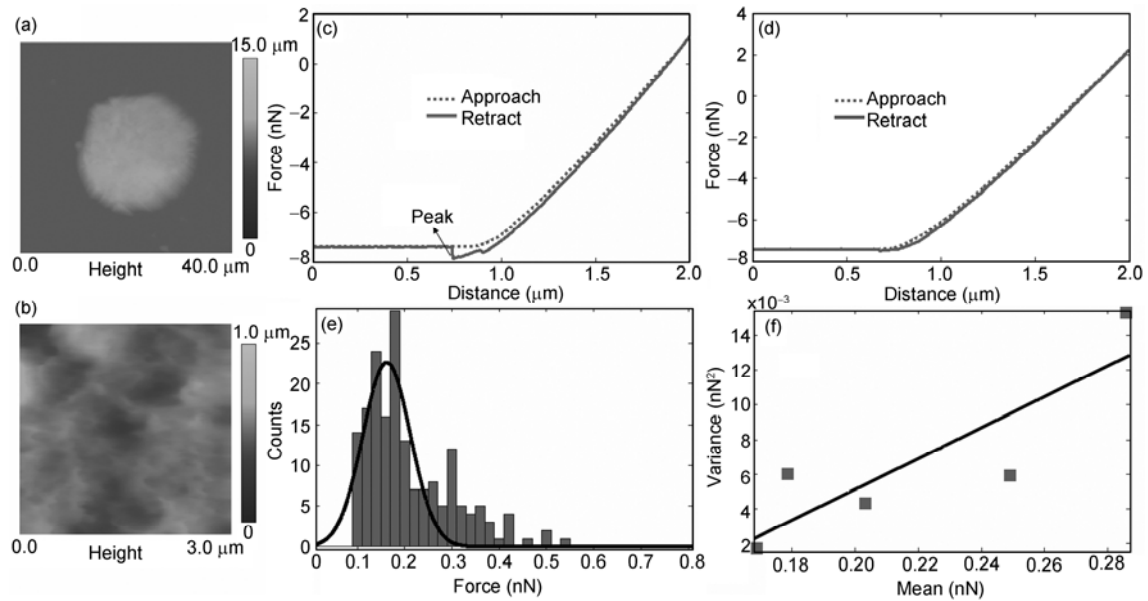 (a)
15.0 μm
0
0.0
Height
40.0 μm
(b)
1.0 μm
0
0.0
Height
3.0 μm
(c)
2
0
−2
−4
−6
−8
Force (nN)
Approach
Retract
Peak
0
0.5
1.0
1.5
2.0
Distance (μm)
(d)
4
2
0
−2
−4
−6
−8
Force (nN)
Approach
Retract
0
0.5
1.0
1.5
2.0
Distance (μm)
(e)
25
20
15
10
5
0
Counts
0
0.1
0.2
0.3
0.4
0.5
0.6
0.7
0.8
Force (nN)
(f)
x10⁻³
14
12
10
8
6
4
2
Variance (nN²)
0.18
0.20
0.22
0.24
0.26
0.28
Mean (nN)